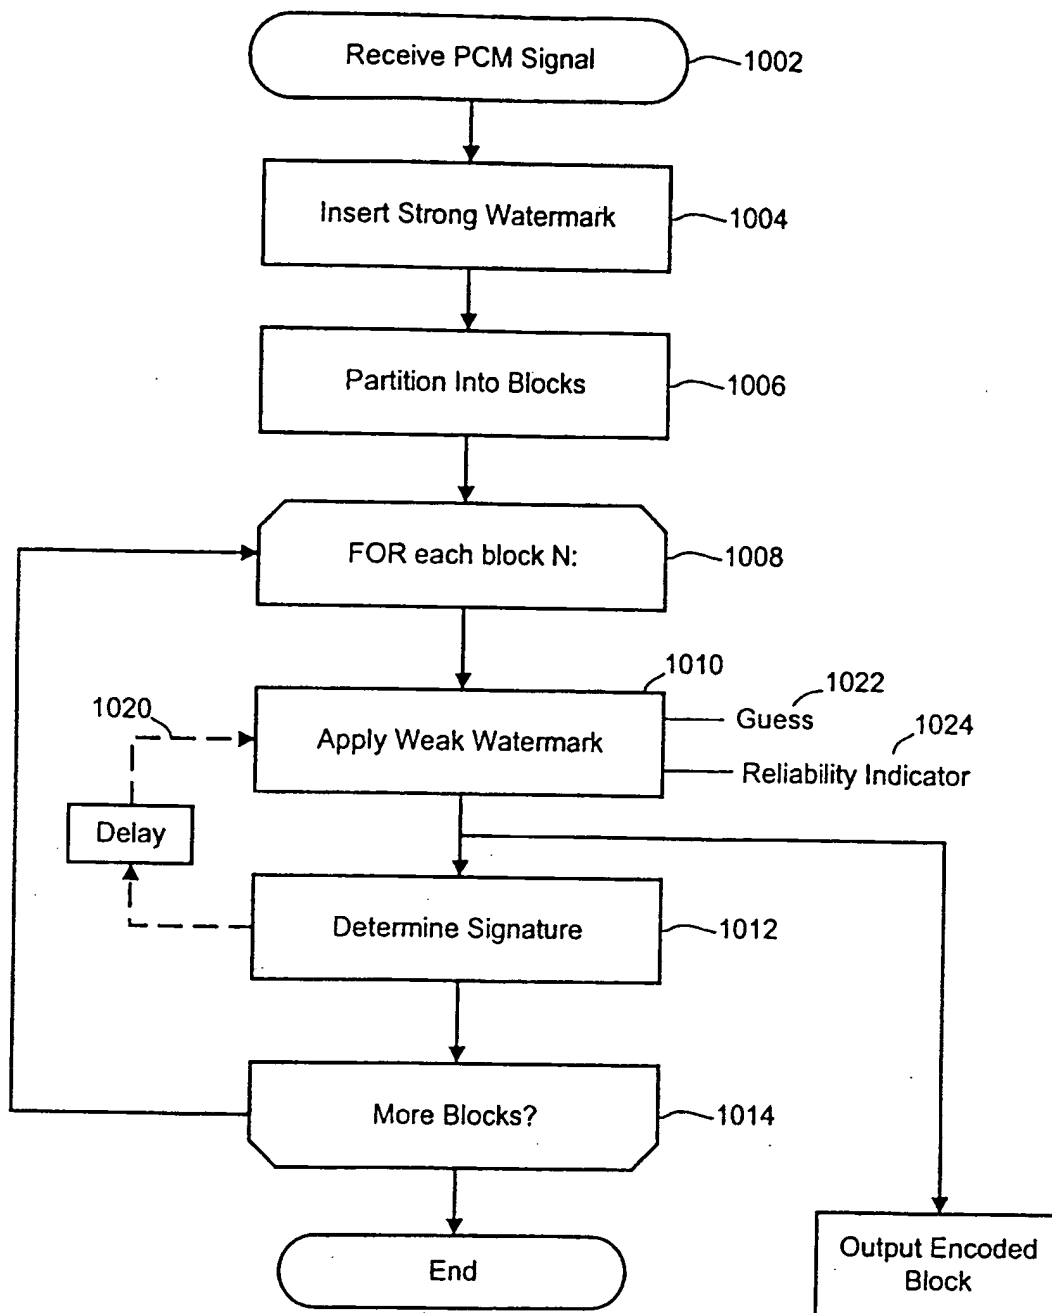 Receive PCM Signal
1002
Insert Strong Watermark
1004
Partition Into Blocks
1006
FOR each block N:
1008
1010
1022
Guess
1020
Apply Weak Watermark
1024
Reliability Indicator
Delay
Determine Signature
1012
More Blocks?
1014
End
Output Encoded
Block